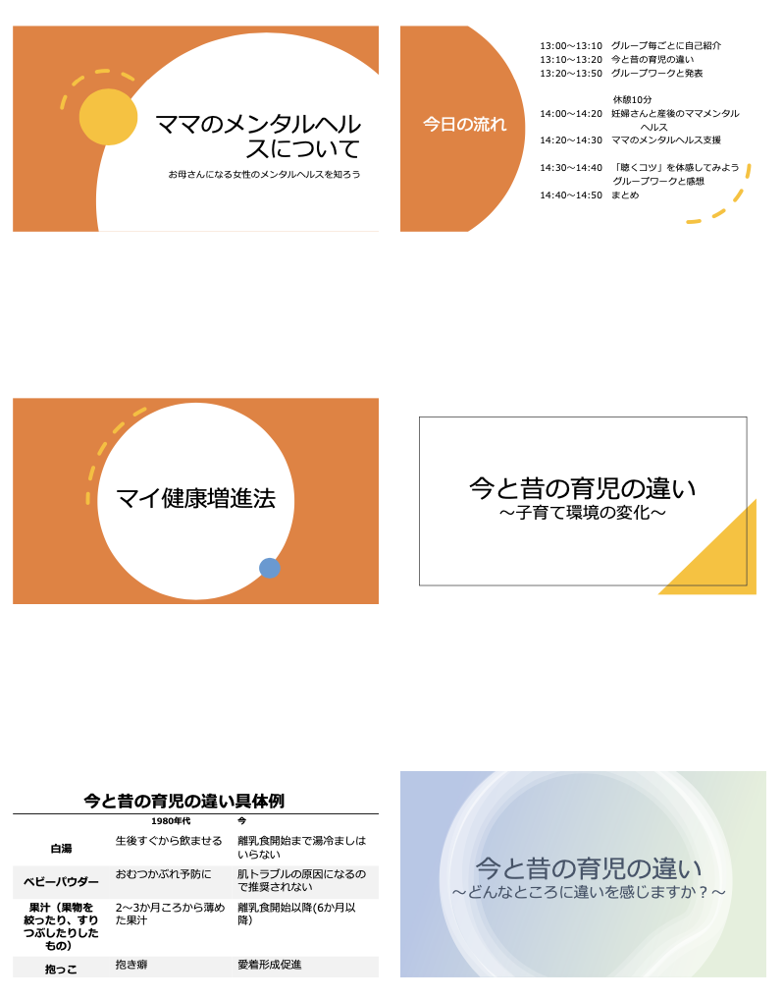 ママのメンタルヘル
スについて
お母さんになる女性のメンタルヘルスを知ろう
今日の流れ
13:00～13:10 グループ毎ごとに自己紹介
13:10～13:20 今と昔の育児の違い
13:20～13:50 グループワークと発表
休憩10分
14:00～14:20 妊婦さんと産後のママメンタル
ヘルス
14:20～14:30 ママのメンタルヘルス支援
14:30～14:40 「聴くコツ」を体感してみよう
グループワークと感想
14:40～14:50 まとめ
マイ健康増進法
今と昔の育児の違い
～子育て環境の変化～
今と昔の育児の違い具体例
1980年代 今
白湯 生後すぐから飲ませる 離乳食開始まで湯冷ましは
いらない
ベビーパウダー おむつかぶれ予防に 肌トラブルの原因になるの
で推奨されない
果汁（果物を 2～3か月ころから薄め 離乳食開始以降(6か月以
絞ったり、すり た果汁 降）
つぶしたりした
もの）
抱っこ 抱き癖 愛着形成促進
今と昔の育児の違い
～どんなところに違いを感じますか？～